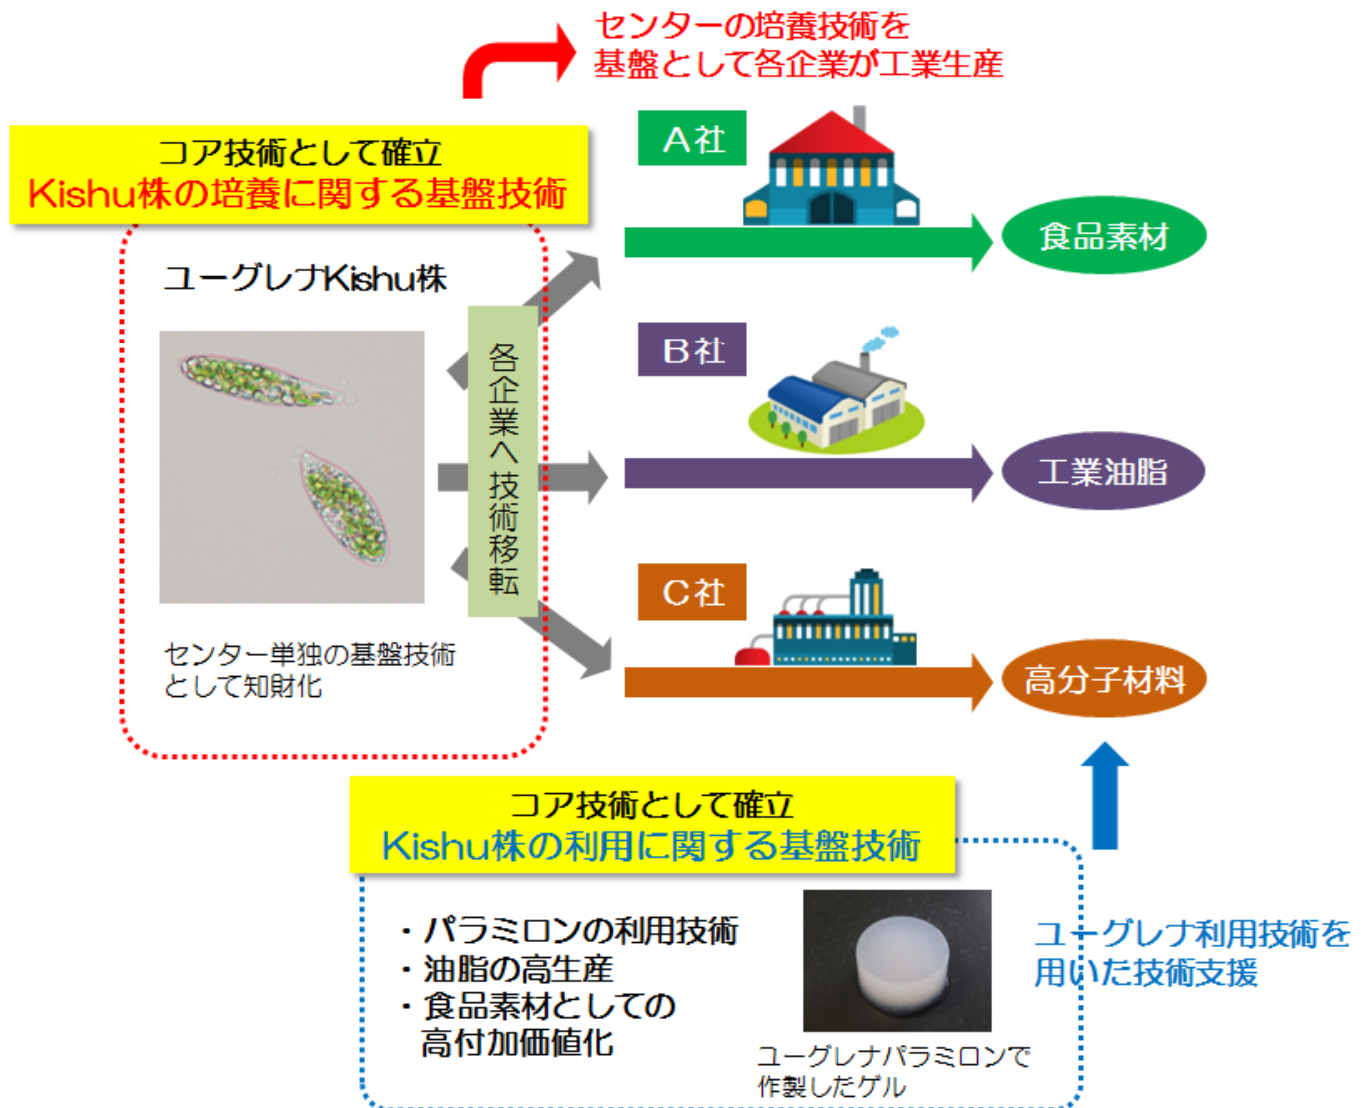 センターの培養技術を
基盤として各企業が工業生産
コア技術として確立
Kishu株の培養に関する基盤技術
ユーグレナKishu株
各企業へ技術移転
センター単独の基盤技術
として知財化
A社
食品素材
B社
工業油脂
C社
高分子材料
コア技術として確立
Kishu株の利用に関する基盤技術
・パラミロンの利用技術
・油脂の高生産
・食品素材としての
高付加価値化
ユーグレナパラミロンで
作製したゲル
ユーグレナ利用技術を
用いた技術支援